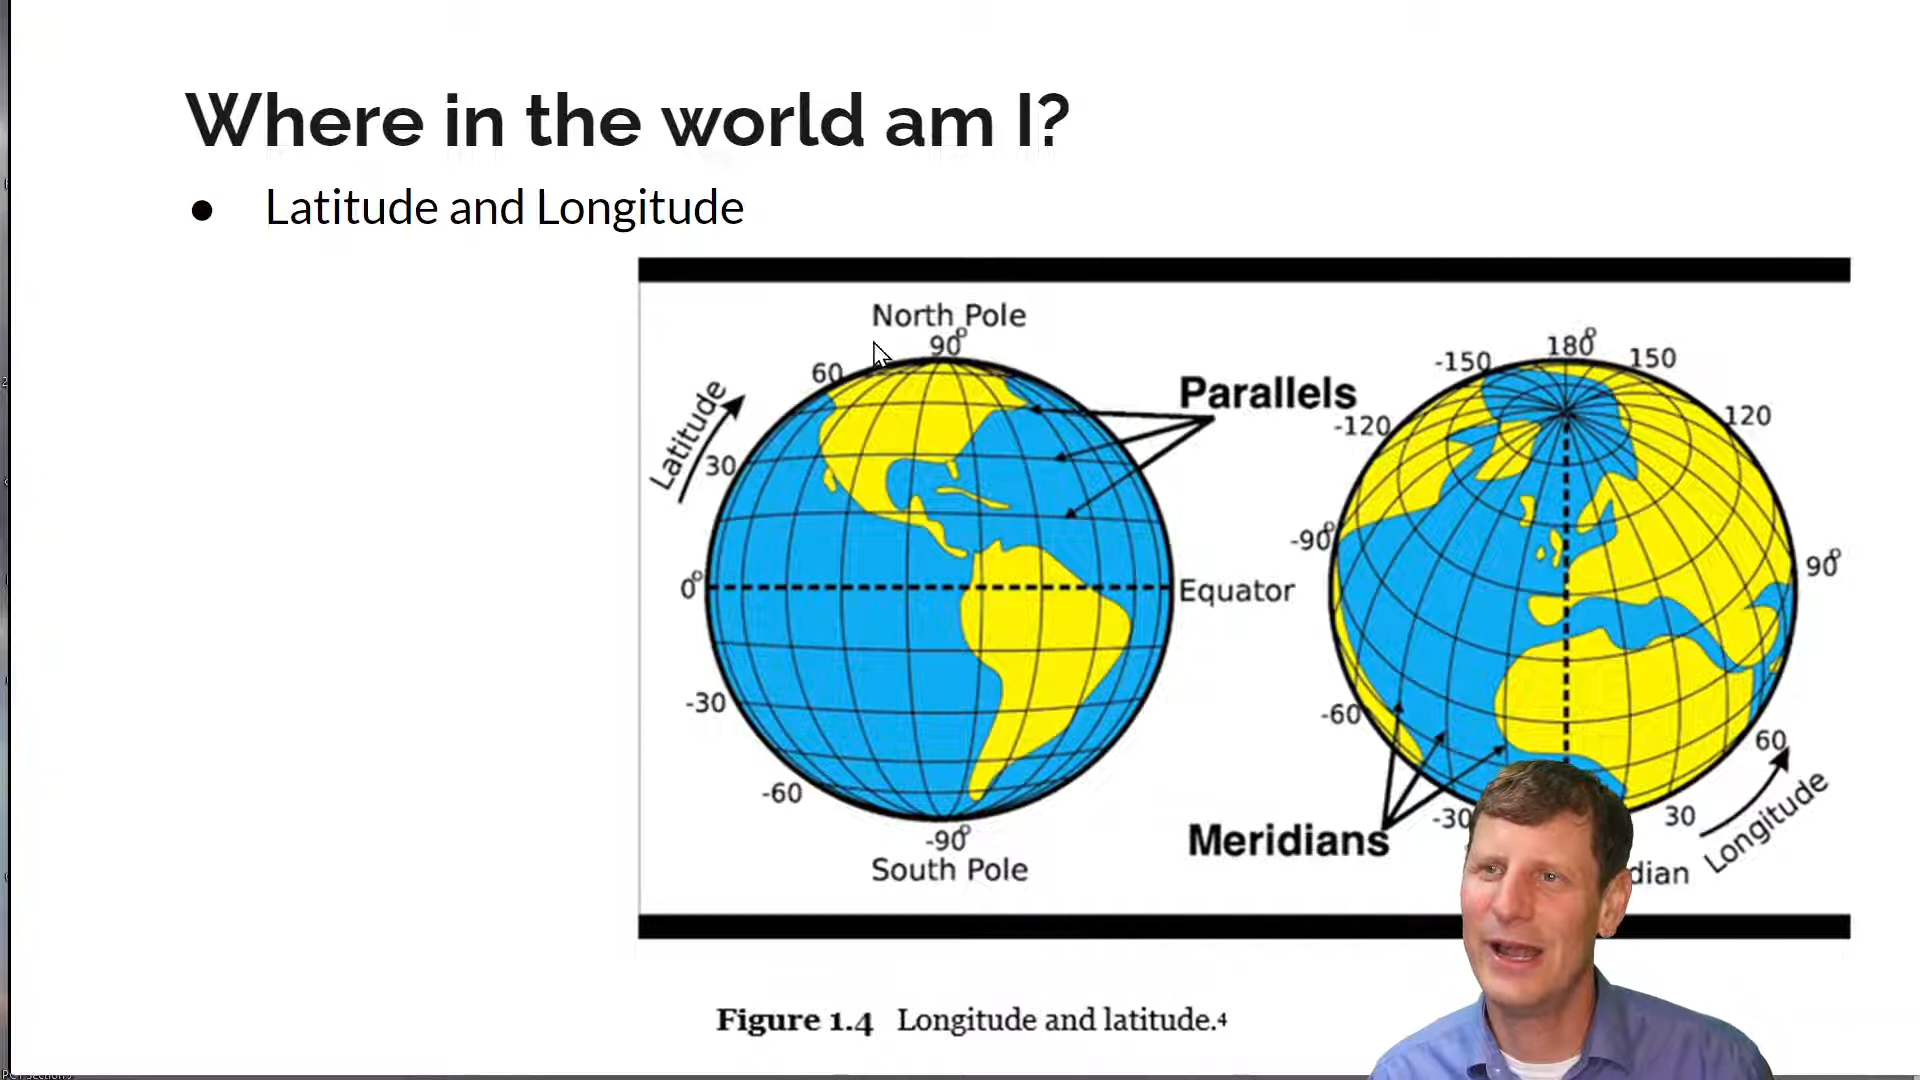 Where in the world am I?
● Latitude and Longitude
North Pole
90°
60
Latitude
30
0°
Equator
-30
-60
-90°
South Pole
Parallels
180°
-150
150
-120
120
-90°
90°
-60
60
Meridians
-30
30
dian
Longitude
Figure 1.4 Longitude and latitude.4